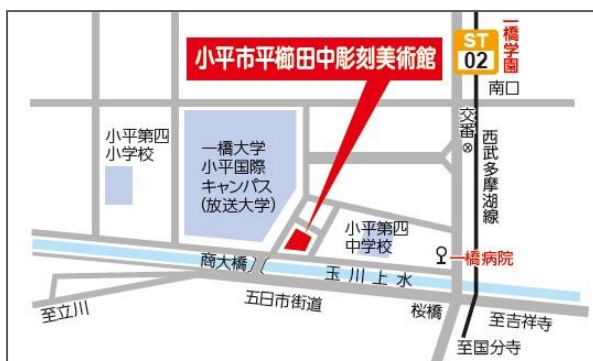 小平市平櫛田中彫刻美術館
ST
02
一橋学園
南口
交番
西武多摩湖線
小平第四
小学校
一橋大学
小平国際
キャンパス
(放送大学)
小平第四
中学校
一橋病院
商大橋
玉川上水
五日市街道
桜橋
至立川
至吉祥寺
至国分寺